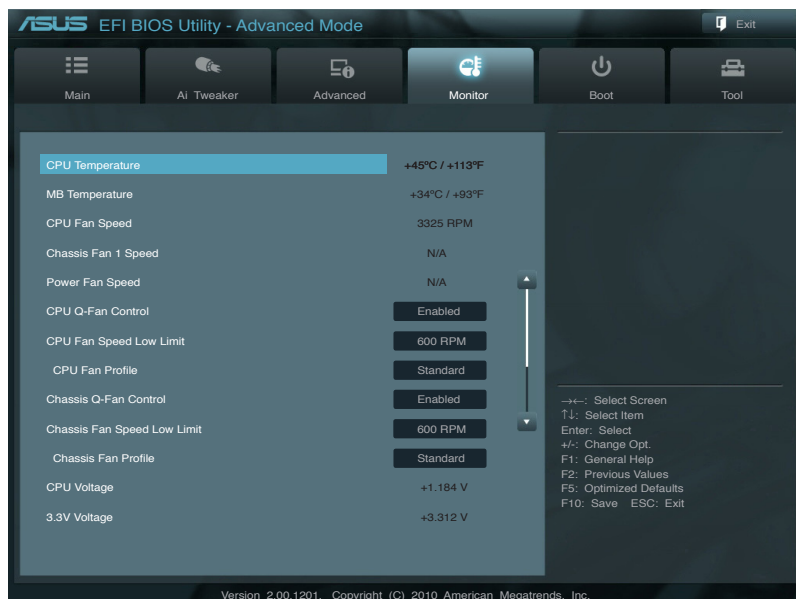 ASUS EFI BIOS Utility - Advanced Mode
Exit
Main Ai Tweaker Advanced Monitor Boot Tool
CPU Temperature +45ºC / +113ºF
MB Temperature +34ºC / +93ºF
CPU Fan Speed 3325 RPM
Chassis Fan 1 Speed N/A
Power Fan Speed N/A
CPU Q-Fan Control Enabled
CPU Fan Speed Low Limit 600 RPM
CPU Fan Profile Standard
Chassis Q-Fan Control Enabled
Chassis Fan Speed Low Limit 600 RPM
Chassis Fan Profile Standard
CPU Voltage +1.184 V
3.3V Voltage +3.312 V
→←: Select Screen
↑↓: Select Item
Enter: Select
+/-: Change Opt.
F1: General Help
F2: Previous Values
F5: Optimized Defaults
F10: Save ESC: Exit
Version 2.00.1201. Copyright (C) 2010 American Megatrends, Inc.